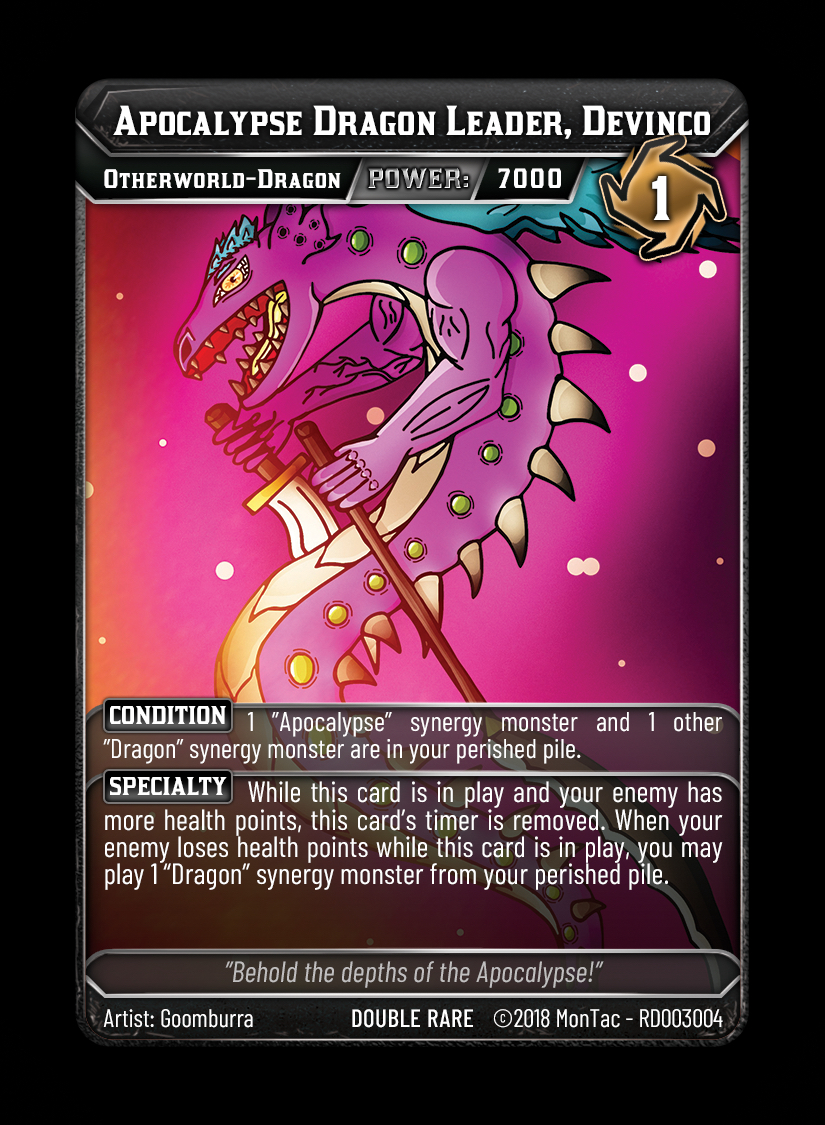 Apocalypse Dragon Leader, Devinco
Otherworld-Dragon POWER: 7000
1
CONDITION 1 "Apocalypse" synergy monster and 1 other
"Dragon" synergy monster are in your perished pile.
SPECIALTY While this card is in play and your enemy has
more health points, this card's timer is removed. When your
enemy loses health points while this card is in play, you may
play 1 "Dragon" synergy monster from your perished pile.
"Behold the depths of the Apocalypse!"
Artist: Goomburra DOUBLE RARE ©2018 MonTac - RD003004